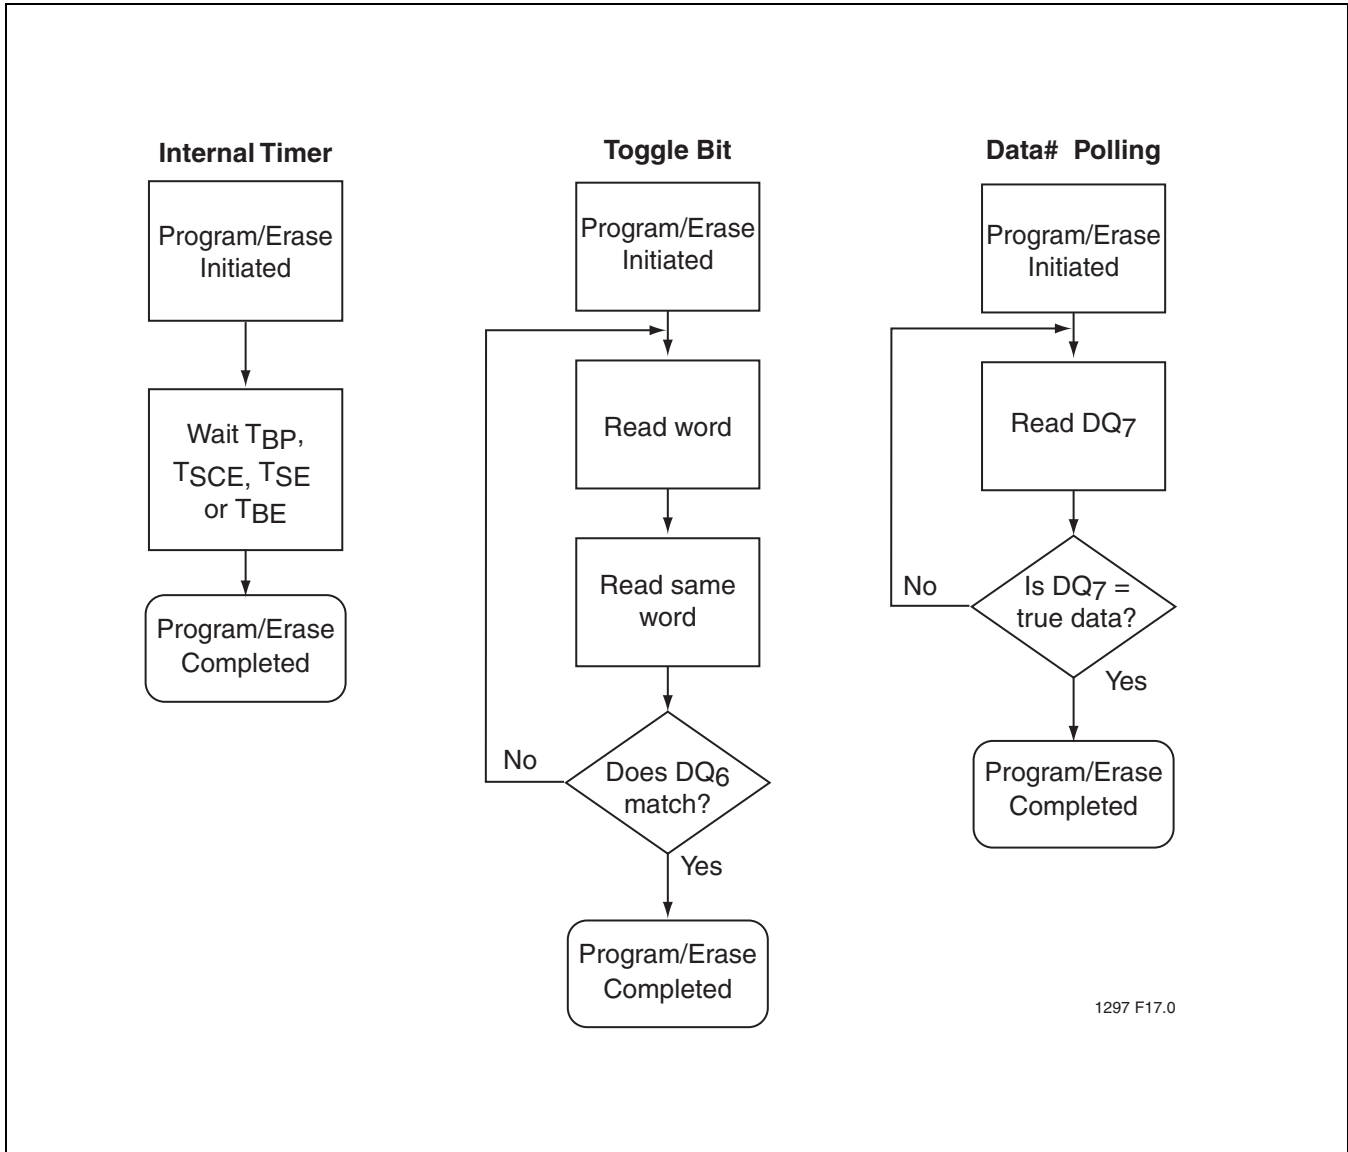 Internal Timer
Program/Erase
Initiated
Wait TBP,
TSCE, TSE
or TBE
Program/Erase
Completed
Toggle Bit
Program/Erase
Initiated
Read word
Read same
word
Does DQ6
match?
No
Yes
Program/Erase
Completed
Data# Polling
Program/Erase
Initiated
Read DQ7
Is DQ7 =
true data?
No
Yes
Program/Erase
Completed
1297 F17.0